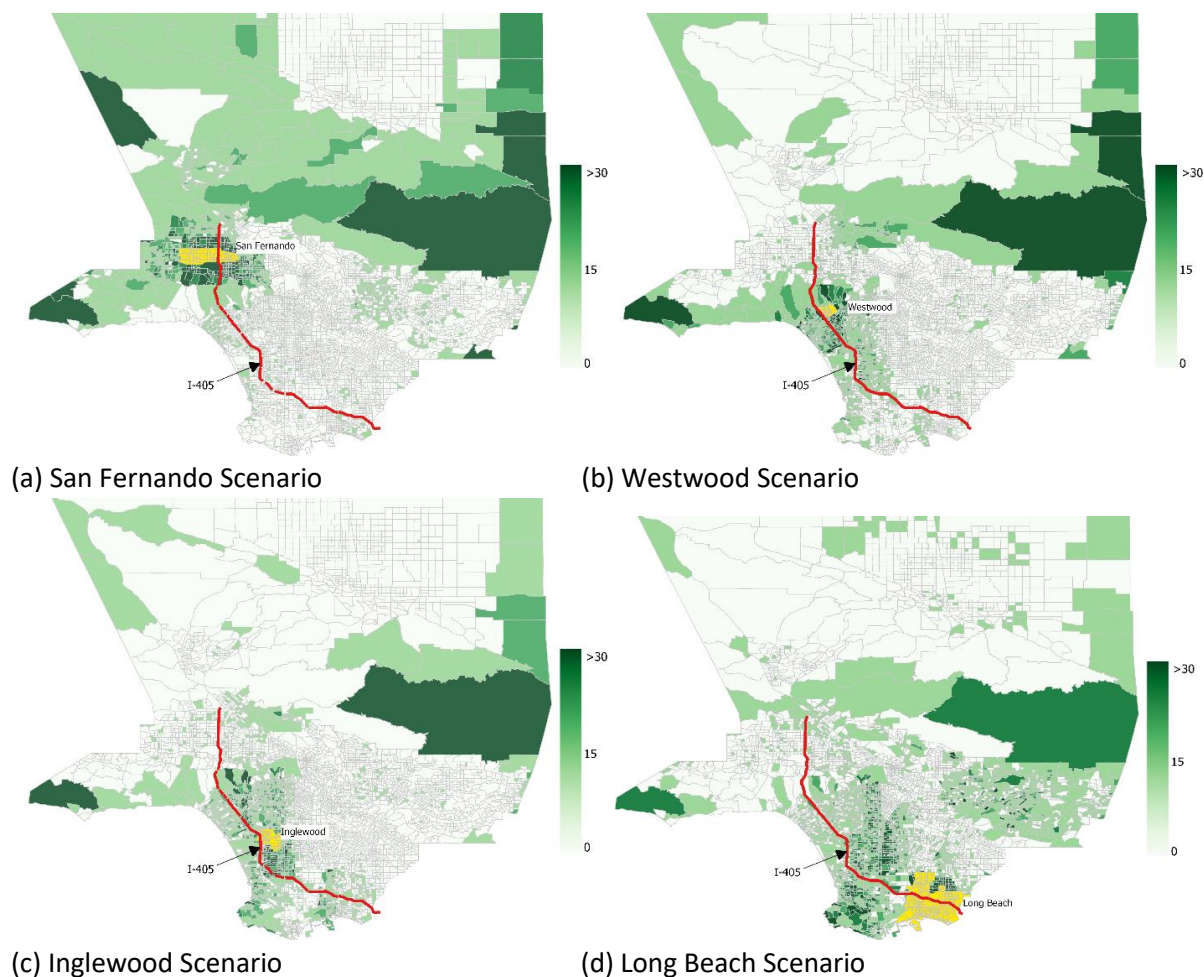 >30
15
0
San Fernando
I-405
(a) San Fernando Scenario
>30
15
0
Westwood
I-405
(b) Westwood Scenario
>30
15
0
Inglewood
I-405
(c) Inglewood Scenario
>30
15
0
I-405
Long Beach
(d) Long Beach Scenario